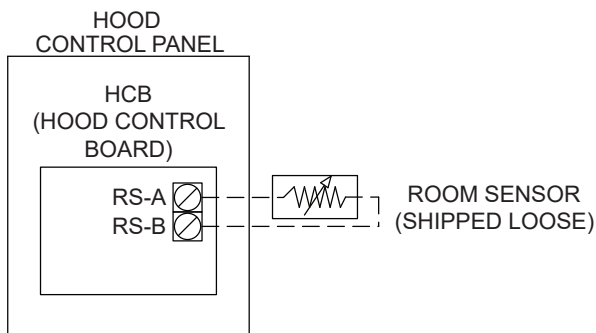 HOOD
CONTROL PANEL
HCB
(HOOD CONTROL
BOARD)
RS-A
RS-B
ROOM SENSOR
(SHIPPED LOOSE)